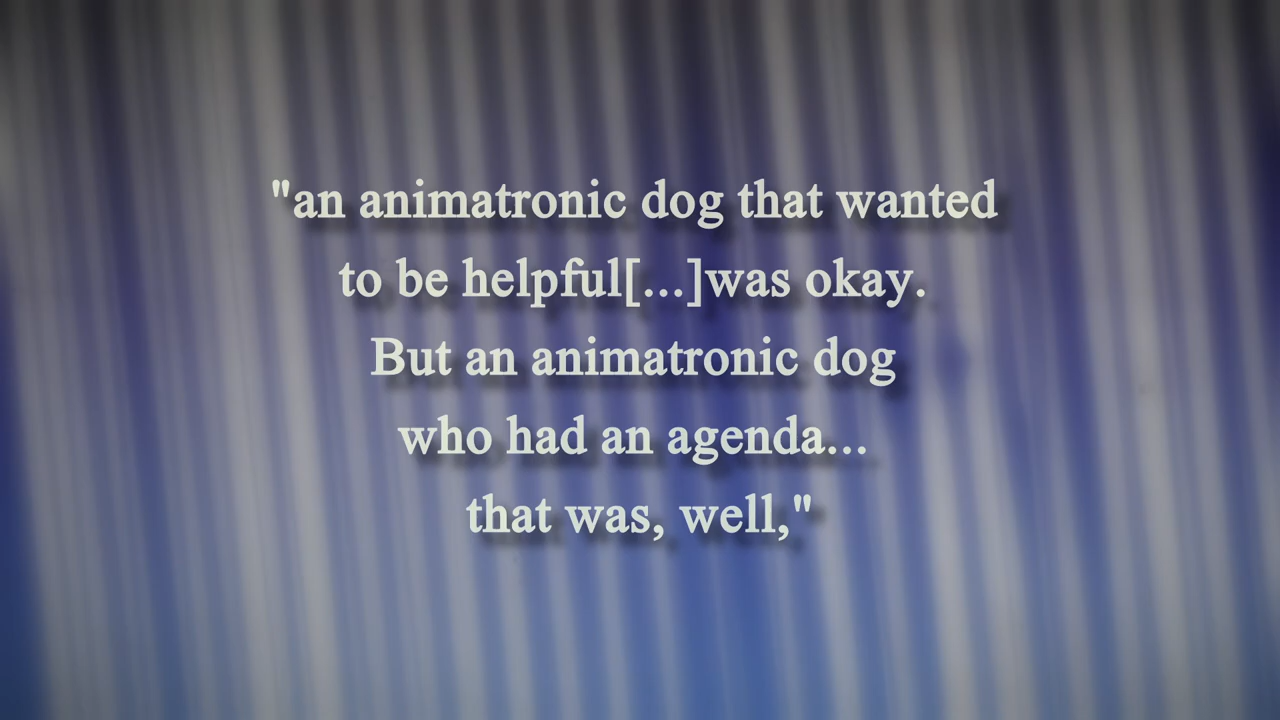 "an animatronic dog that wanted
to be helpful[...]was okay.
But an animatronic dog
who had an agenda...
that was, well,"